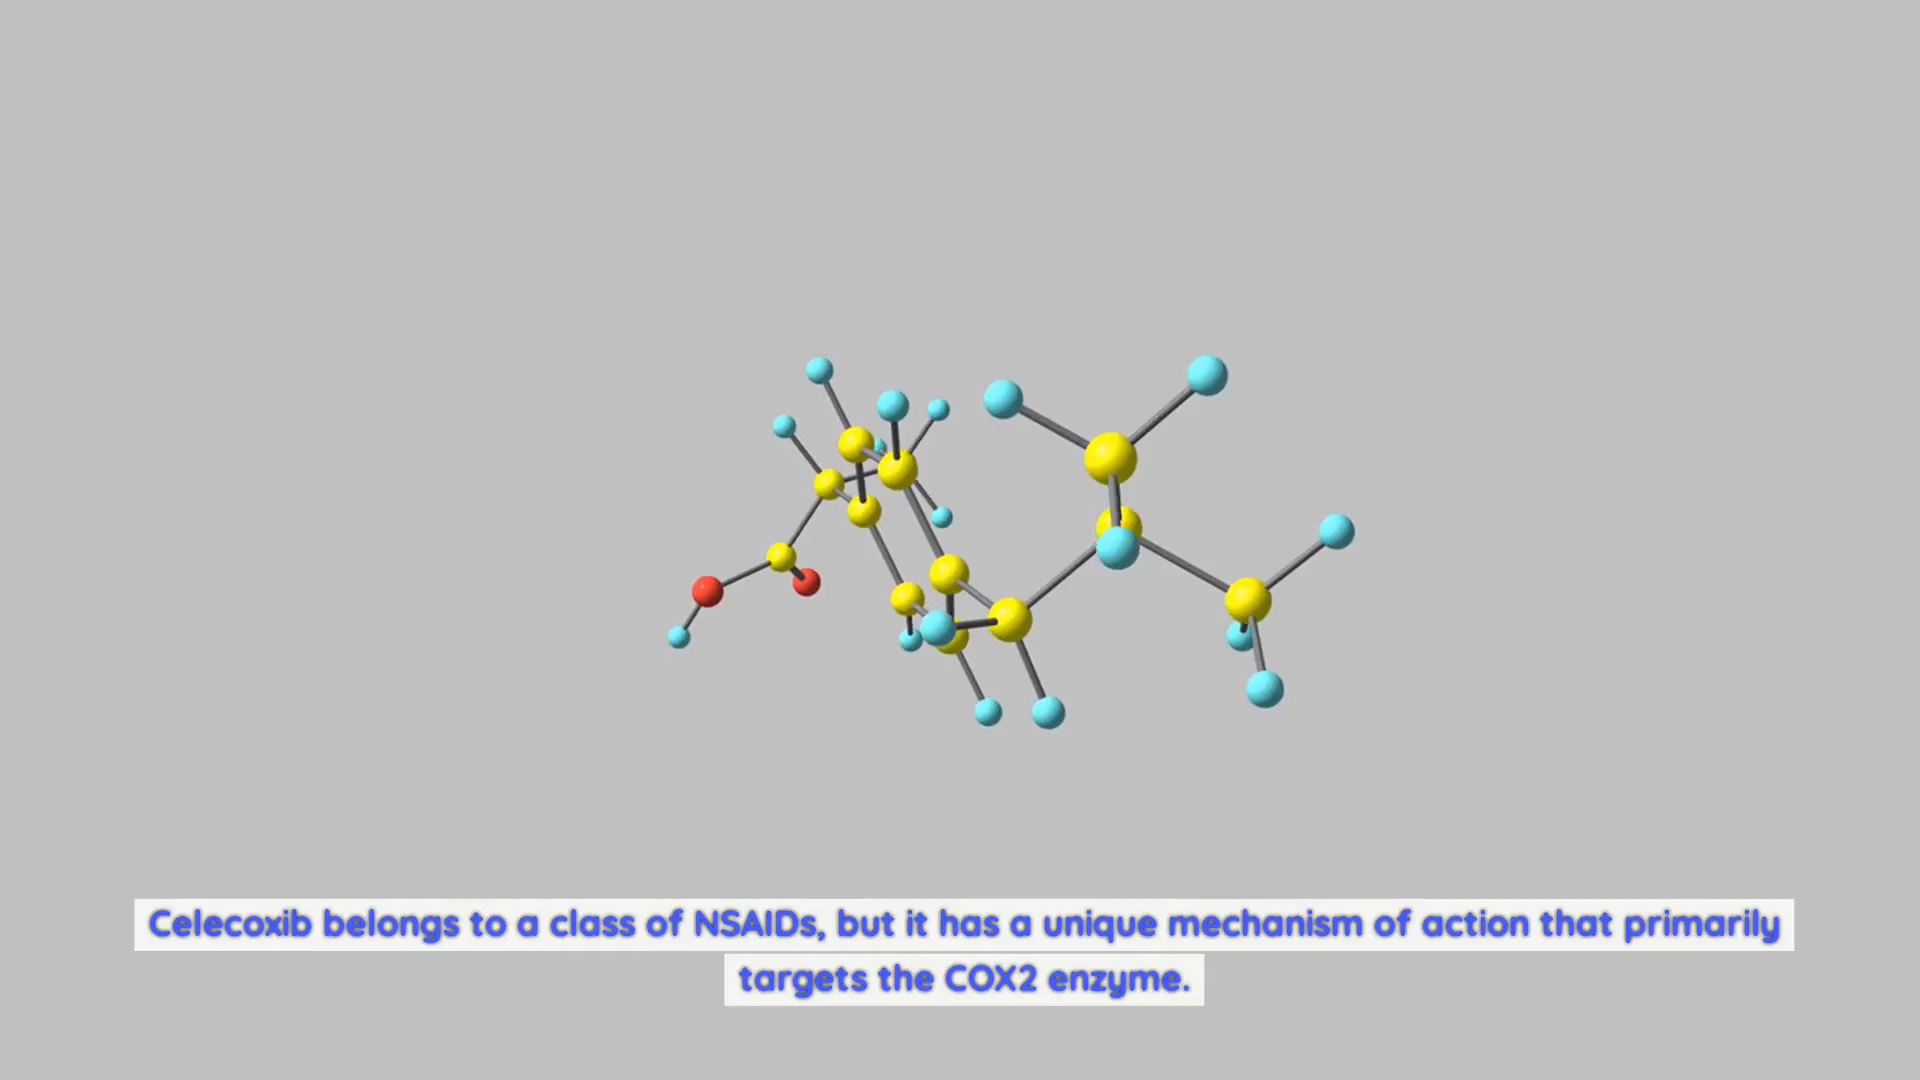 Celecoxib belongs to a class of NSAIDs, but it has a unique mechanism of action that primarily
targets the COX2 enzyme.